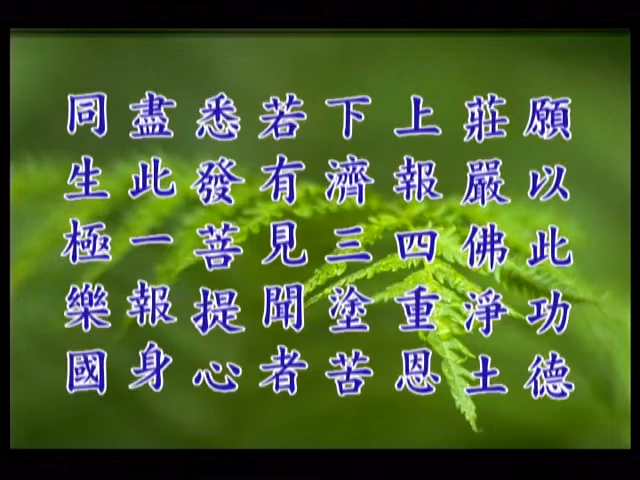 願以此功德
莊嚴佛淨土
上報四重恩
下濟三塗苦
若有見聞者
悉發菩提心
盡此一報身
同生極樂國